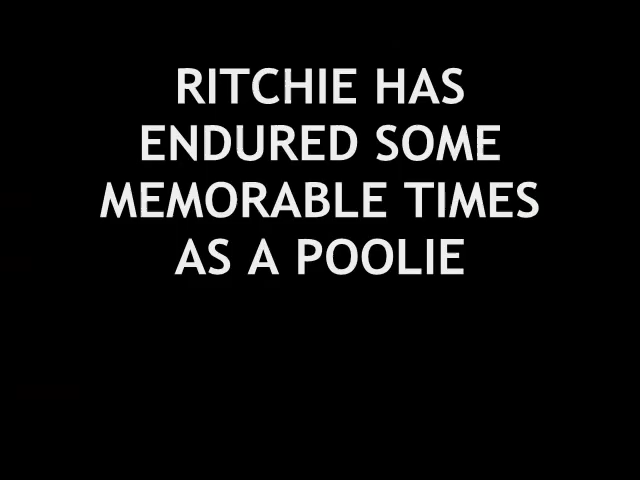 RITCHIE HAS
ENDURED SOME
MEMORABLE TIMES
AS A POOLIE